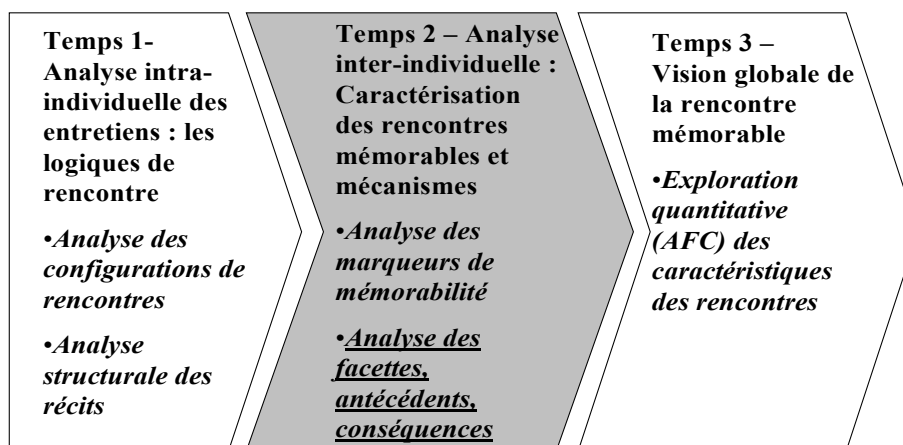 Temps 1-
Analyse intra-
individuelle des
entretiens : les
logiques de
rencontre
•Analyse des
configurations de
rencontres
•Analyse
structurale des
récits
Temps 2 – Analyse
inter-individuelle :
Caractérisation
des rencontres
mémorables et
mécanismes
•Analyse des
marqueurs de
mémorabilité
•Analyse des
facettes,
antécédents,
conséquences
Temps 3 –
Vision globale de
la rencontre
mémorable
•Exploration
quantitative
(AFC) des
caractéristiques
des rencontres